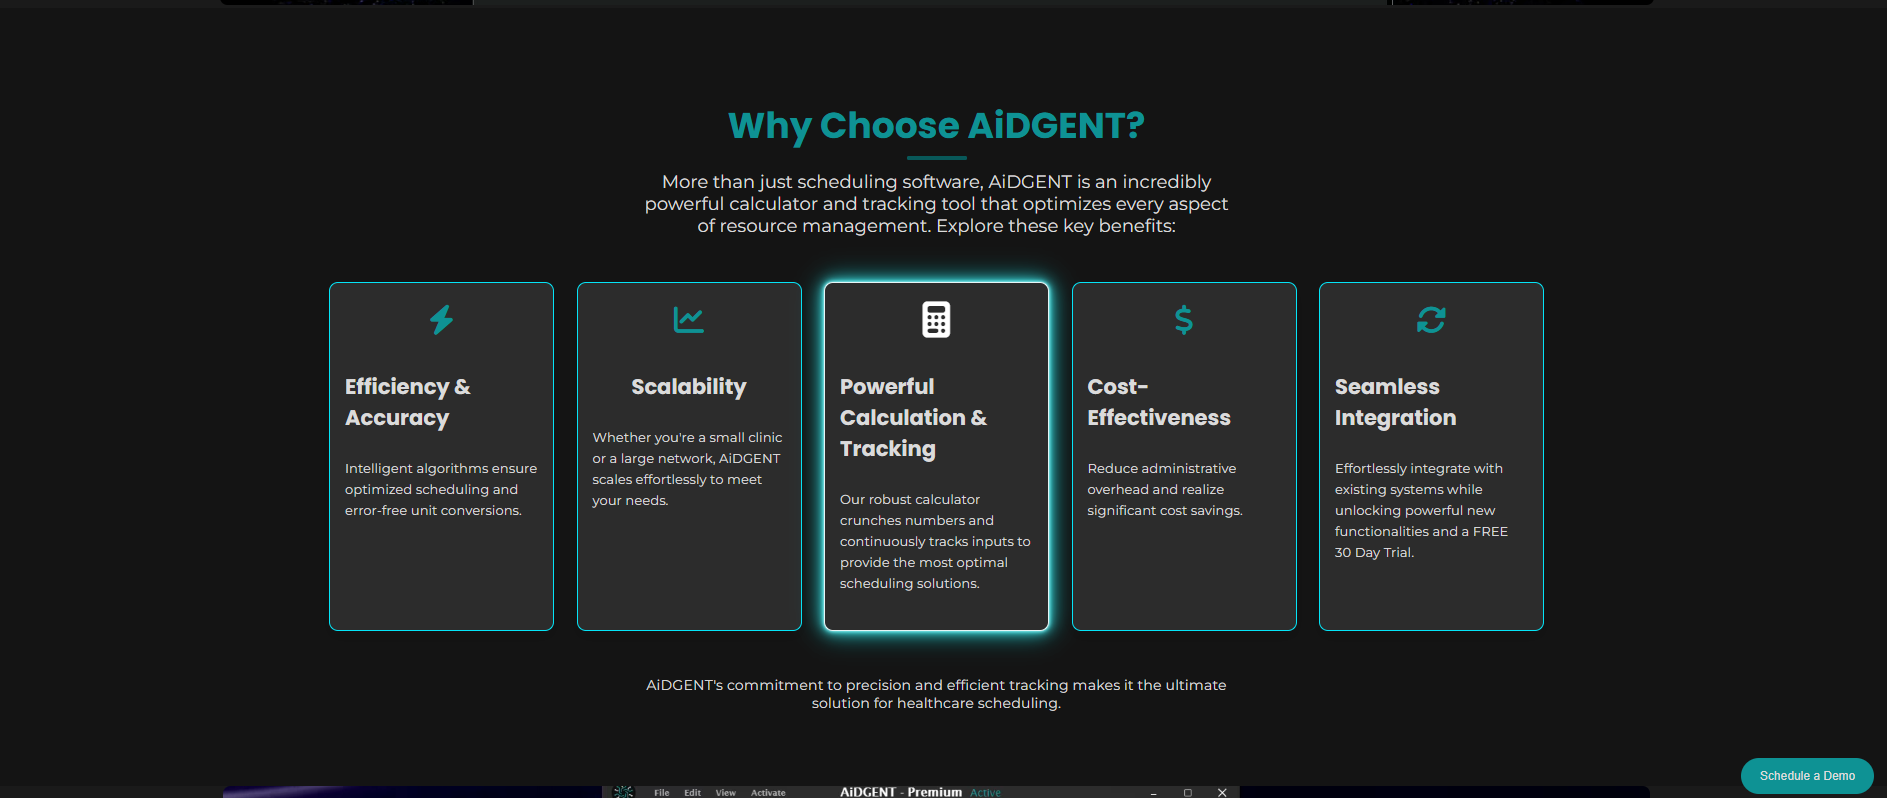 Why Choose AiDGENT?
More than just scheduling software, AiDGENT is an incredibly
powerful calculator and tracking tool that optimizes every aspect
of resource management. Explore these key benefits:
Efficiency &
Accuracy
Intelligent algorithms ensure
optimized scheduling and
error-free unit conversions.
Scalability
Whether you're a small clinic
or a large network, AiDGENT
scales effortlessly to meet
your needs.
Powerful
Calculation &
Tracking
Our robust calculator
crunches numbers and
continuously tracks inputs to
provide the most optimal
scheduling solutions.
Cost-
Effectiveness
Reduce administrative
overhead and realize
significant cost savings.
Seamless
Integration
Effortlessly integrate with
existing systems while
unlocking powerful new
functionalities and a FREE
30 Day Trial.
AiDGENT's commitment to precision and efficient tracking makes it the ultimate
solution for healthcare scheduling.
Schedule a Demo
File Edit View Activate AiDGENT - Premium Active